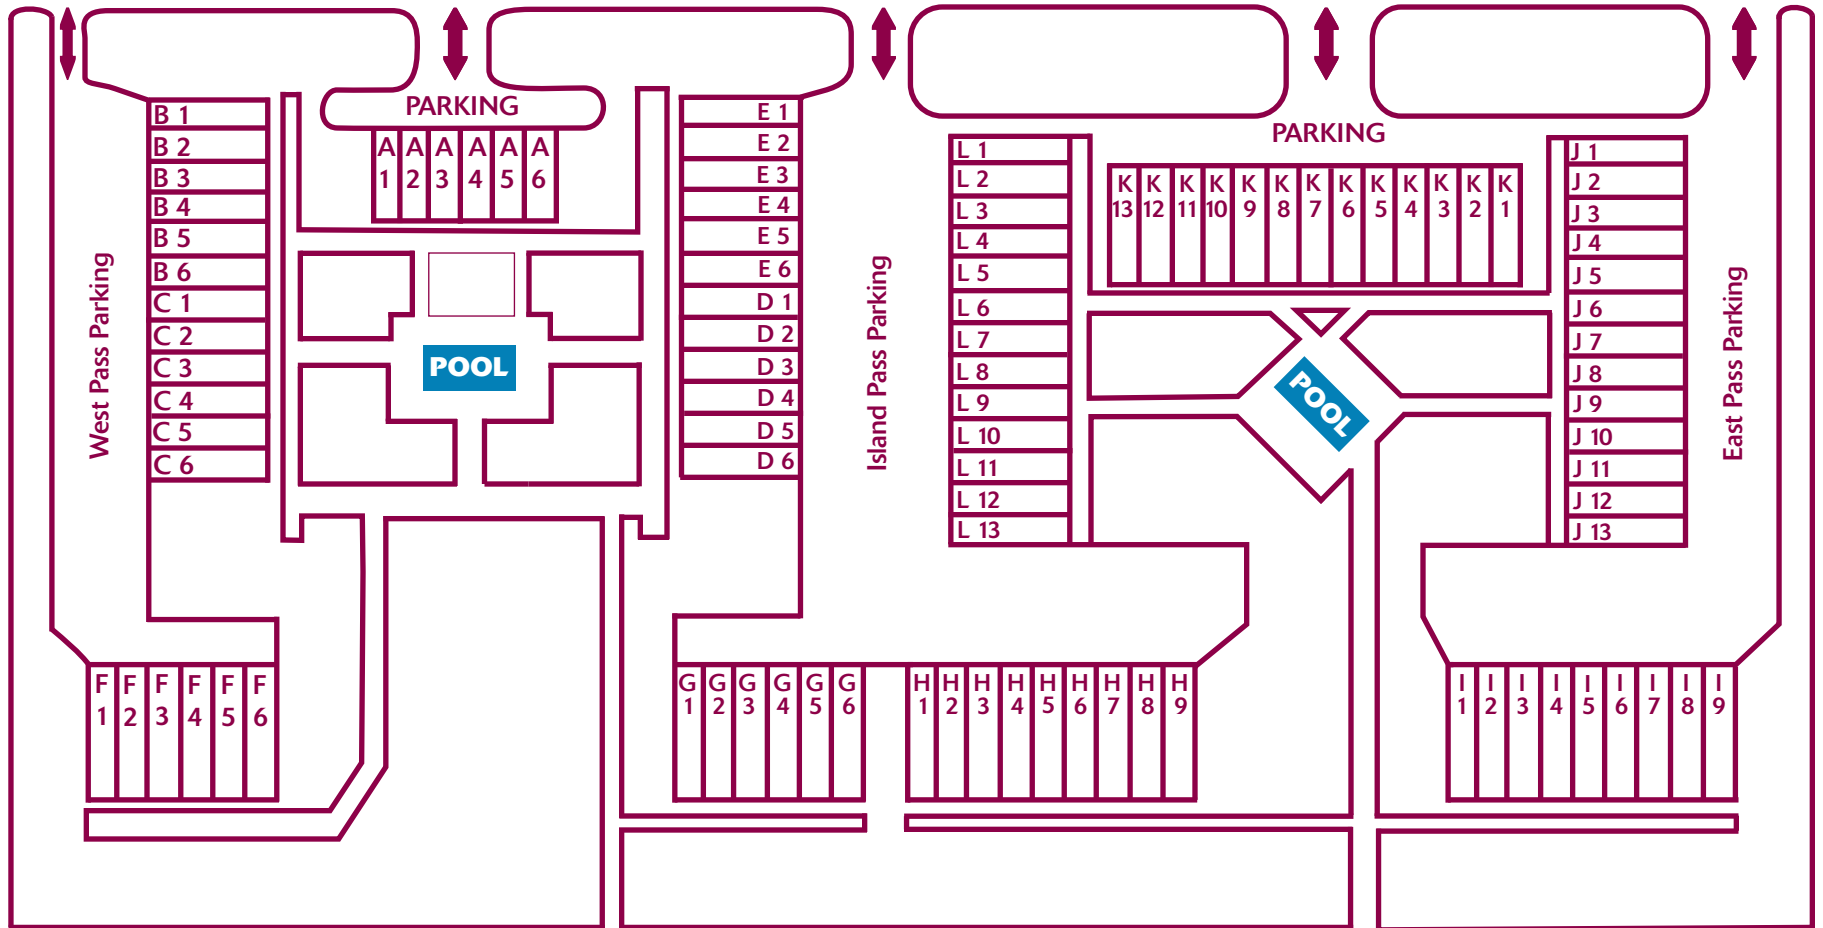 PARKING
B 1
B 2
B 3
B 4
B 5
B 6
C 1
C 2
C 3
C 4
C 5
C 6
West Pass Parking
A 1
A 2
A 3
A 4
A 5
A 6
POOL
E 1
E 2
E 3
E 4
E 5
E 6
D 1
D 2
D 3
D 4
D 5
D 6
Island Pass Parking
PARKING
L 1
L 2
L 3
L 4
L 5
L 6
L 7
L 8
L 9
L 10
L 11
L 12
L 13
K 13
K 12
K 11
K 10
K 9
K 8
K 7
K 6
K 5
K 4
K 3
K 2
K 1
POOL
J 1
J 2
J 3
J 4
J 5
J 6
J 7
J 8
J 9
J 10
J 11
J 12
J 13
East Pass Parking
F 1
F 2
F 3
F 4
F 5
F 6
G 1
G 2
G 3
G 4
G 5
G 6
H 1
H 2
H 3
H 4
H 5
H 6
H 7
H 8
H 9
I 1
I 2
I 3
I 4
I 5
I 6
I 7
I 8
I 9